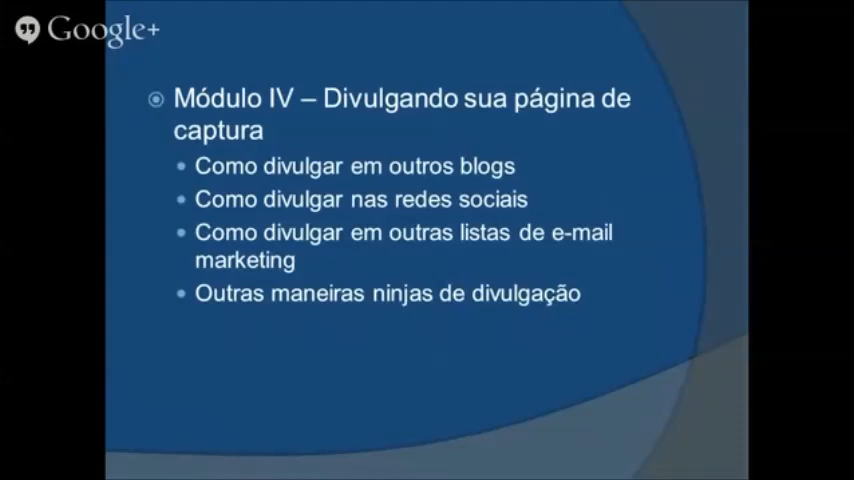 Google+
Módulo IV – Divulgando sua página de
captura
Como divulgar em outros blogs
Como divulgar nas redes sociais
Como divulgar em outras listas de e-mail
marketing
Outras maneiras ninjas de divulgação